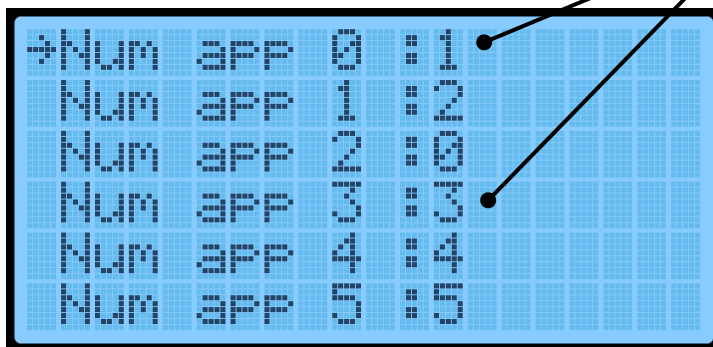 →Num app 0 :1
Num app 1 :2
Num app 2 :0
Num app 3 :3
Num app 4 :4
Num app 5 :5